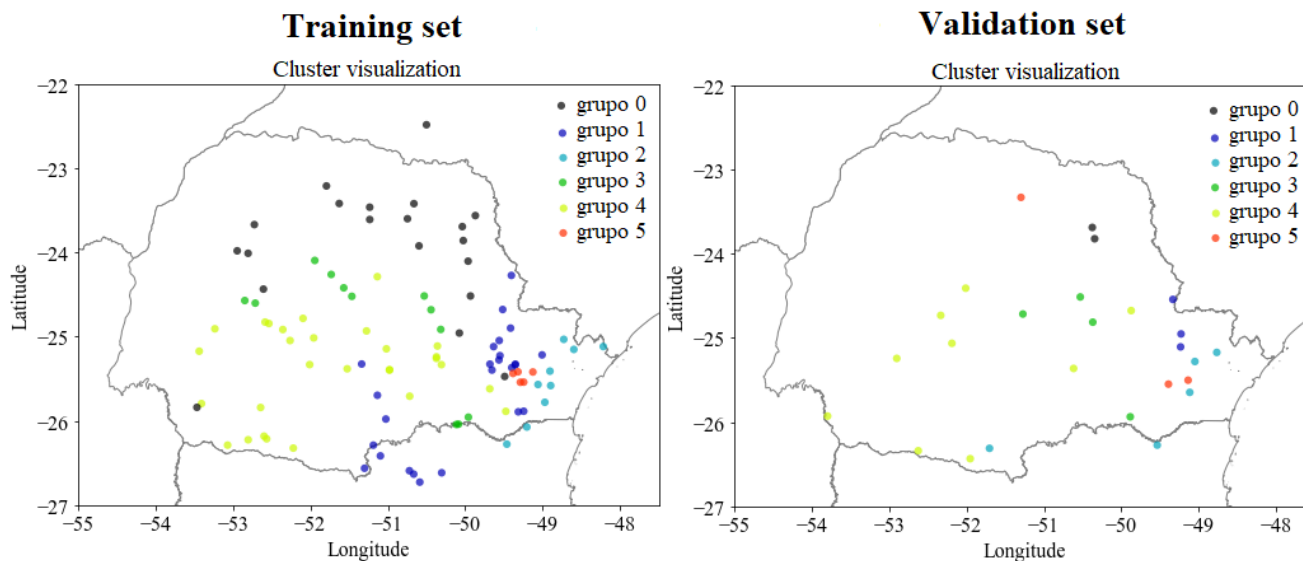 Training set
Cluster visualization
−22
−23
−24
−25
−26
−27
Latitude
−55
−54
−53
−52
−51
−50
−49
−48
Longitude
grupo 0
grupo 1
grupo 2
grupo 3
grupo 4
grupo 5
Validation set
Cluster visualization
−22
−23
−24
−25
−26
−27
Latitude
−55
−54
−53
−52
−51
−50
−49
−48
Longitude
grupo 0
grupo 1
grupo 2
grupo 3
grupo 4
grupo 5